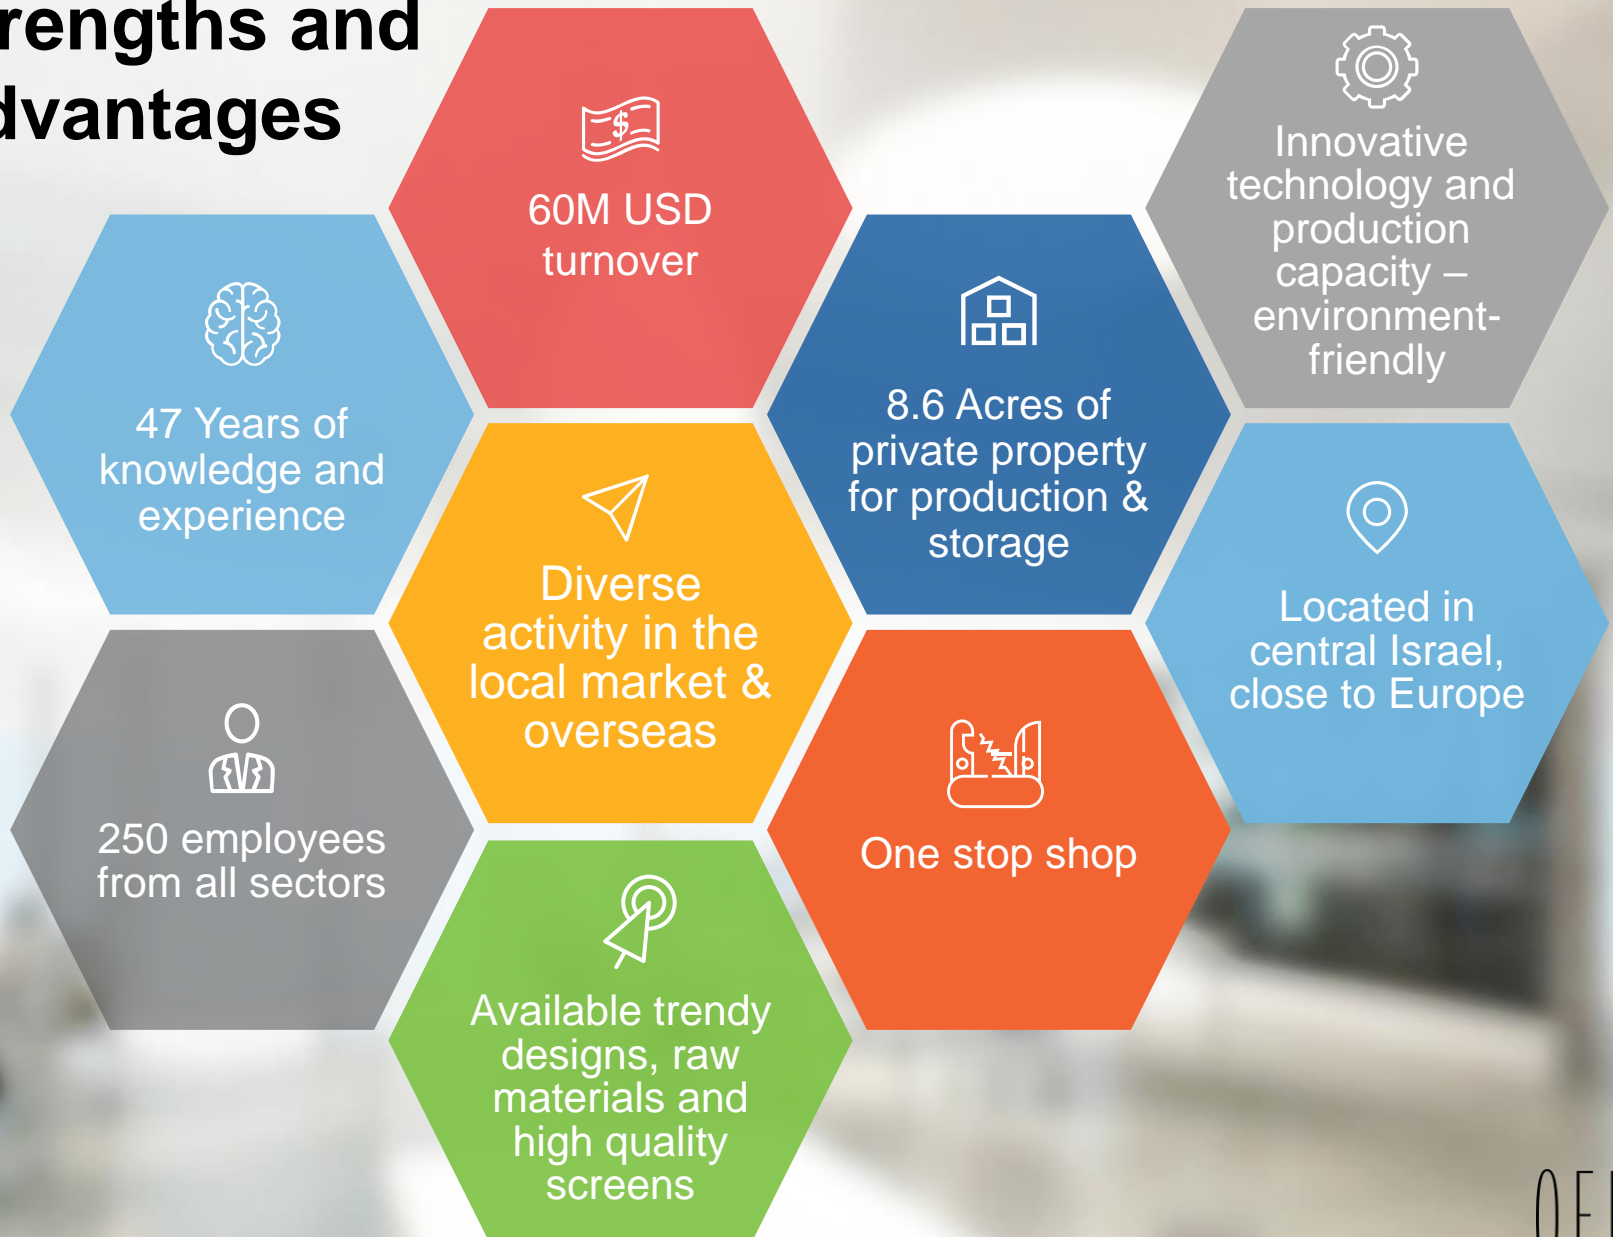 rengths and
dvantages
60M USD
turnover
Innovative
technology and
production
capacity –
environment-
friendly
47 Years of
knowledge and
experience
8.6 Acres of
private property
for production &
storage
Diverse
activity in the
local market &
overseas
Located in
central Israel,
close to Europe
250 employees
from all sectors
One stop shop
Available trendy
designs, raw
materials and
high quality
screens